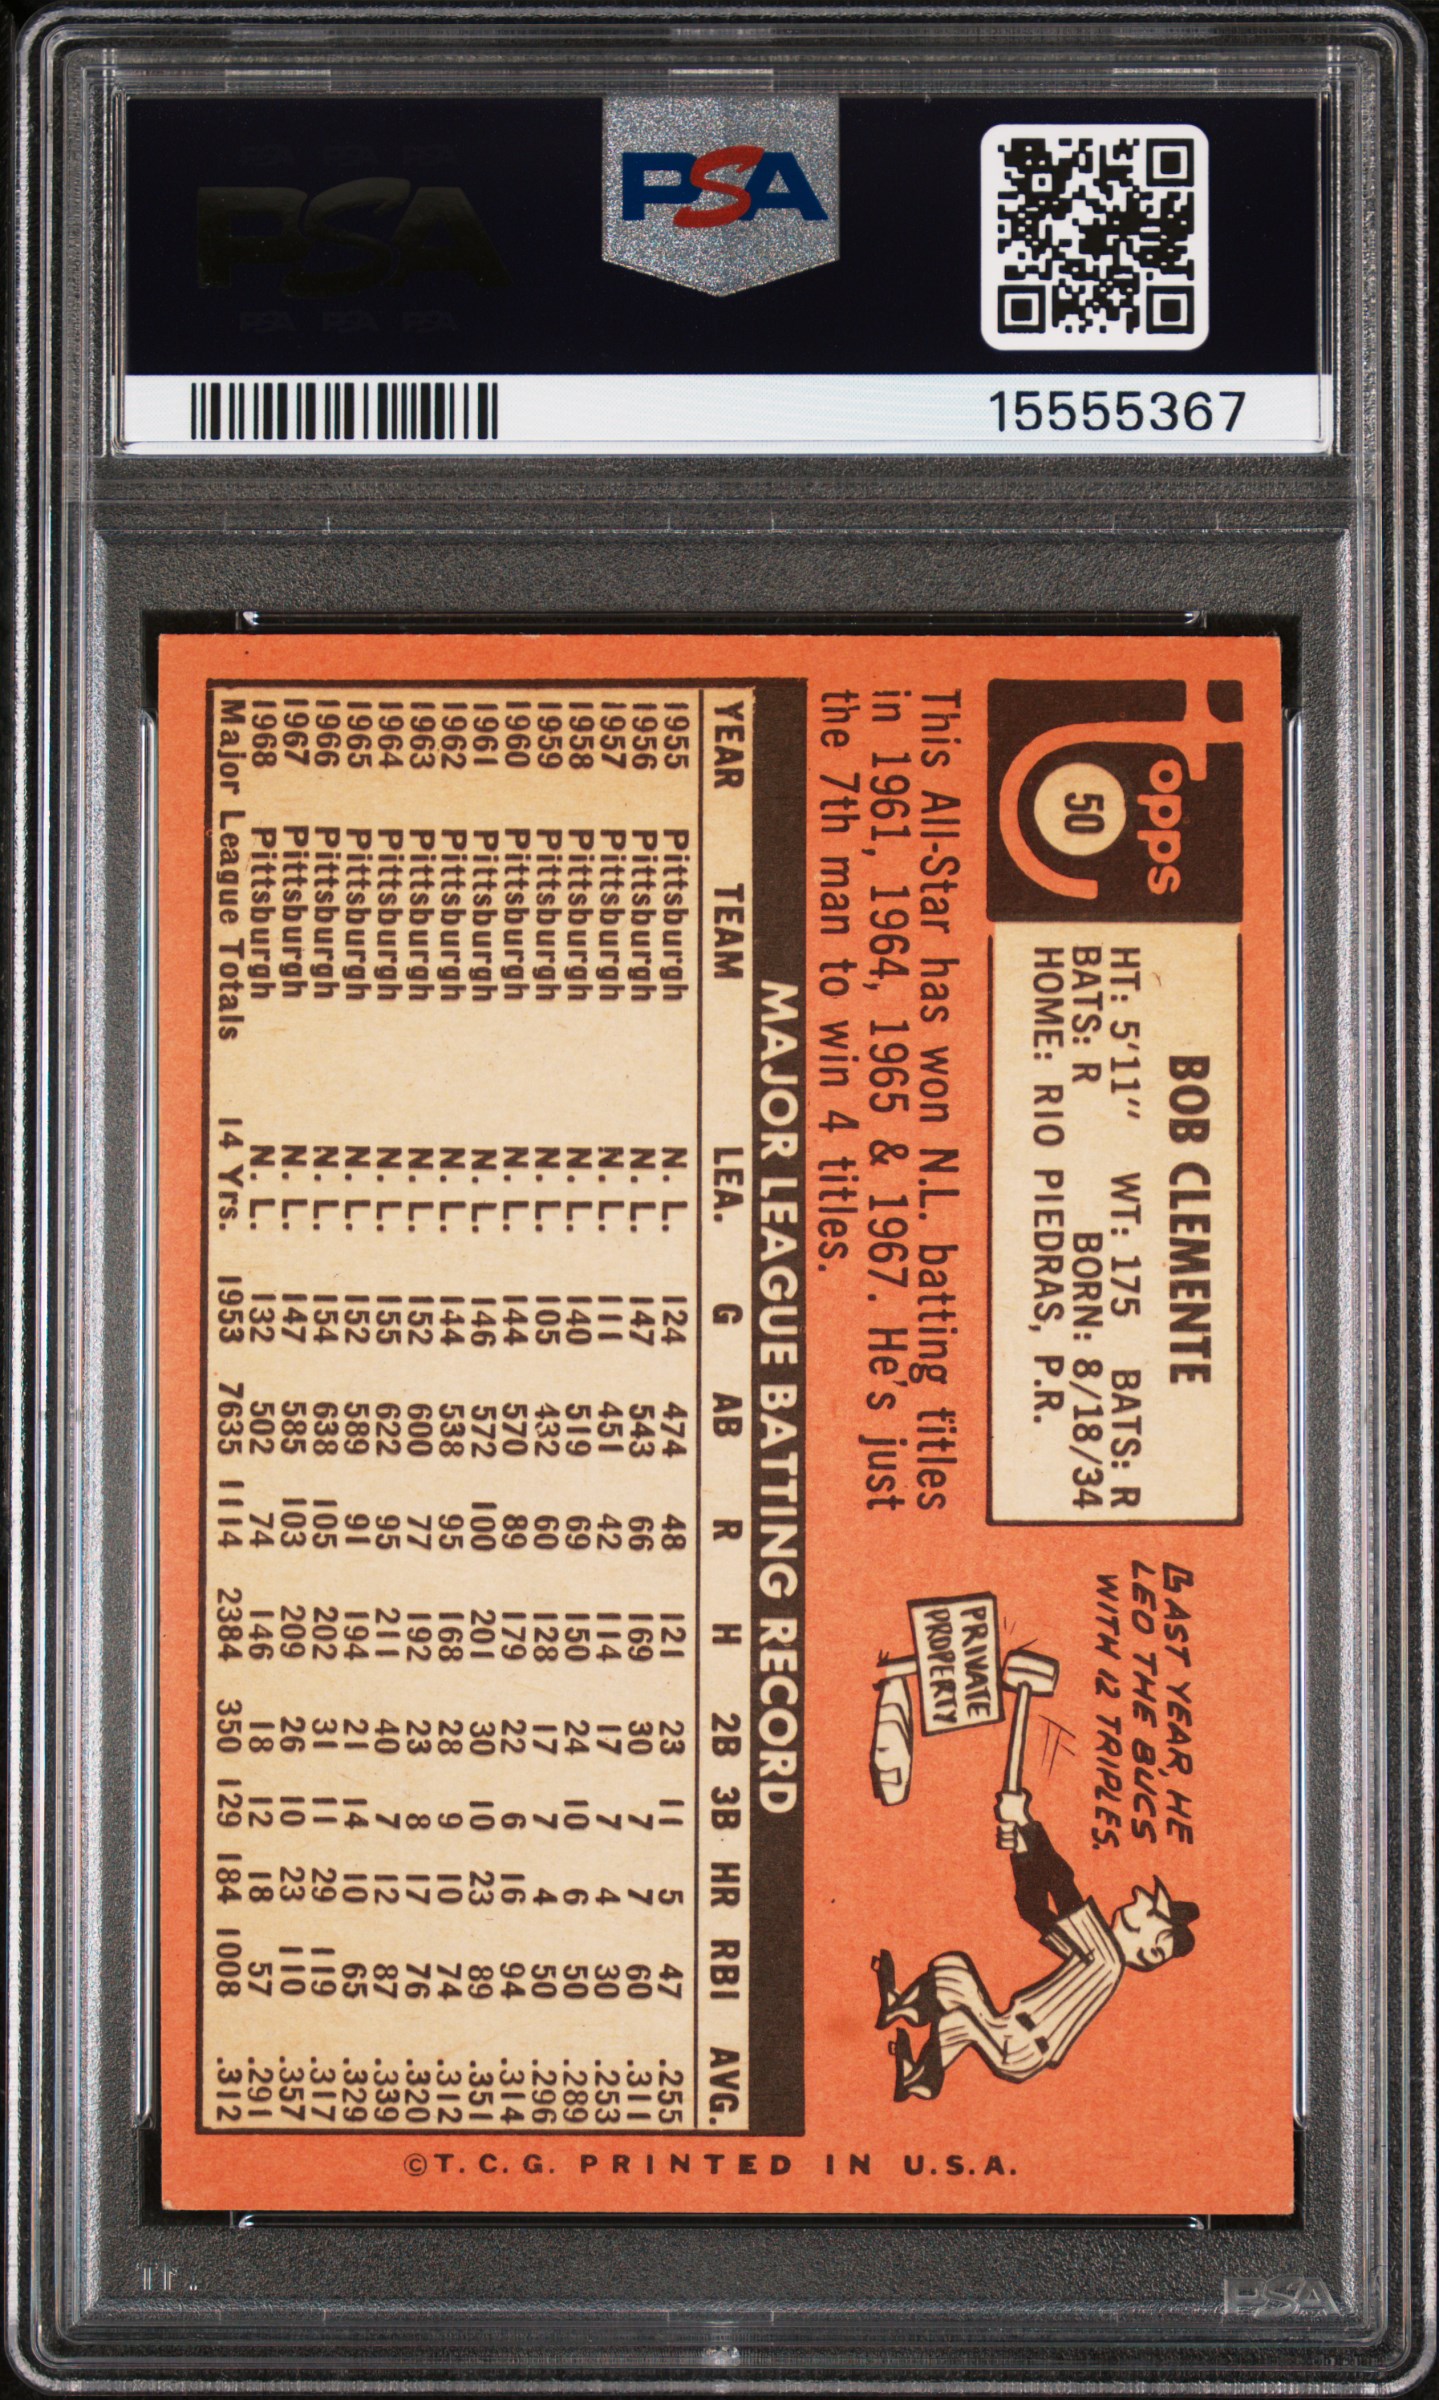 PSA PSA PSA
PSA
PSA PSA PSA
PSA
15555367
Topps
50
BOB CLEMENTE
HT: 5'11" WT: 175 BATS: R
BATS: R BORN: 8/18/34
HOME: RIO PIEDRAS, P.R.
This All-Star has won N.L. batting titles
in 1961, 1964, 1965 & 1967. He's just
the 7th man to win 4 titles.
LAST YEAR, HE
LED THE BUCS
WITH 12 TRIPLES.
PRIVATE
PROPERTY
MAJOR LEAGUE BATTING RECORD
YEAR TEAM LEA. G AB R H 2B 3B HR RBI AVG.
1955 Pittsburgh N. L. 124 474 48 121 23 11 5 47 .255
1956 Pittsburgh N. L. 147 543 66 169 30 7 7 60 .311
1957 Pittsburgh N. L. 111 451 42 114 17 7 4 30 .253
1958 Pittsburgh N. L. 140 519 69 150 24 10 6 50 .289
1959 Pittsburgh N. L. 105 432 60 128 17 7 4 50 .296
1960 Pittsburgh N. L. 144 570 89 179 22 6 16 94 .314
1961 Pittsburgh N. L. 146 572 100 201 30 10 23 89 .351
1962 Pittsburgh N. L. 144 538 95 168 28 9 10 74 .312
1963 Pittsburgh N. L. 152 600 77 192 23 8 17 76 .320
1964 Pittsburgh N. L. 155 622 95 211 40 7 12 87 .339
1965 Pittsburgh N. L. 152 589 91 194 21 14 10 65 .329
1966 Pittsburgh N. L. 154 638 105 202 31 11 29 119 .317
1967 Pittsburgh N. L. 147 585 103 209 26 10 23 110 .357
1968 Pittsburgh N. L. 132 502 74 146 18 12 18 57 .291
Major League Totals 14 Yrs. 1953 7635 1114 2384 350 129 184 1008 .312
©T.C.G. PRINTED IN U.S.A.
PSA